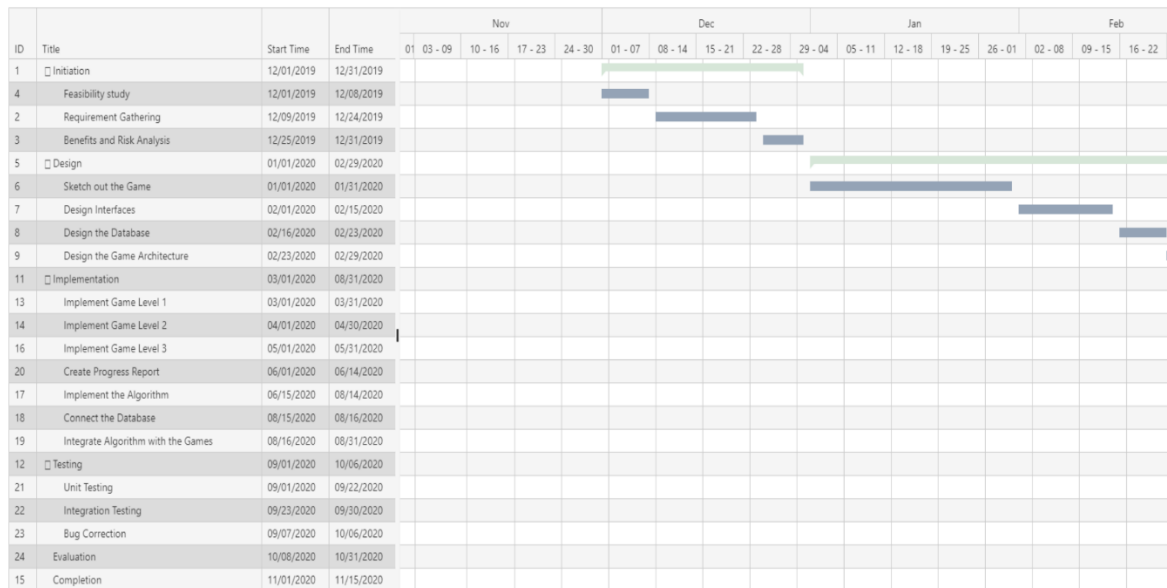 Nov Dec Jan Feb
ID Title Start Time End Time 01 03 - 09 10 - 16 17 - 23 24 - 30 01 - 07 08 - 14 15 - 21 22 - 28 29 - 04 05 - 11 12 - 18 19 - 25 26 - 01 02 - 08 09 - 15 16 - 22
1 Initiation 12/01/2019 12/31/2019
4 Feasibility study 12/01/2019 12/08/2019
2 Requirement Gathering 12/09/2019 12/24/2019
3 Benefits and Risk Analysis 12/25/2019 12/31/2019
5 Design 01/01/2020 02/29/2020
6 Sketch out the Game 01/01/2020 01/31/2020
7 Design Interfaces 02/01/2020 02/15/2020
8 Design the Database 02/16/2020 02/23/2020
9 Design the Game Architecture 02/23/2020 02/29/2020
11 Implementation 03/01/2020 08/31/2020
13 Implement Game Level 1 03/01/2020 03/31/2020
14 Implement Game Level 2 04/01/2020 04/30/2020
16 Implement Game Level 3 05/01/2020 05/31/2020
20 Create Progress Report 06/01/2020 06/14/2020
17 Implement the Algorithm 06/15/2020 08/14/2020
18 Connect the Database 08/15/2020 08/16/2020
19 Integrate Algorithm with the Games 08/16/2020 08/31/2020
12 Testing 09/01/2020 10/06/2020
21 Unit Testing 09/01/2020 09/22/2020
22 Integration Testing 09/23/2020 09/30/2020
23 Bug Correction 09/07/2020 10/06/2020
24 Evaluation 10/08/2020 10/31/2020
15 Completion 11/01/2020 11/15/2020